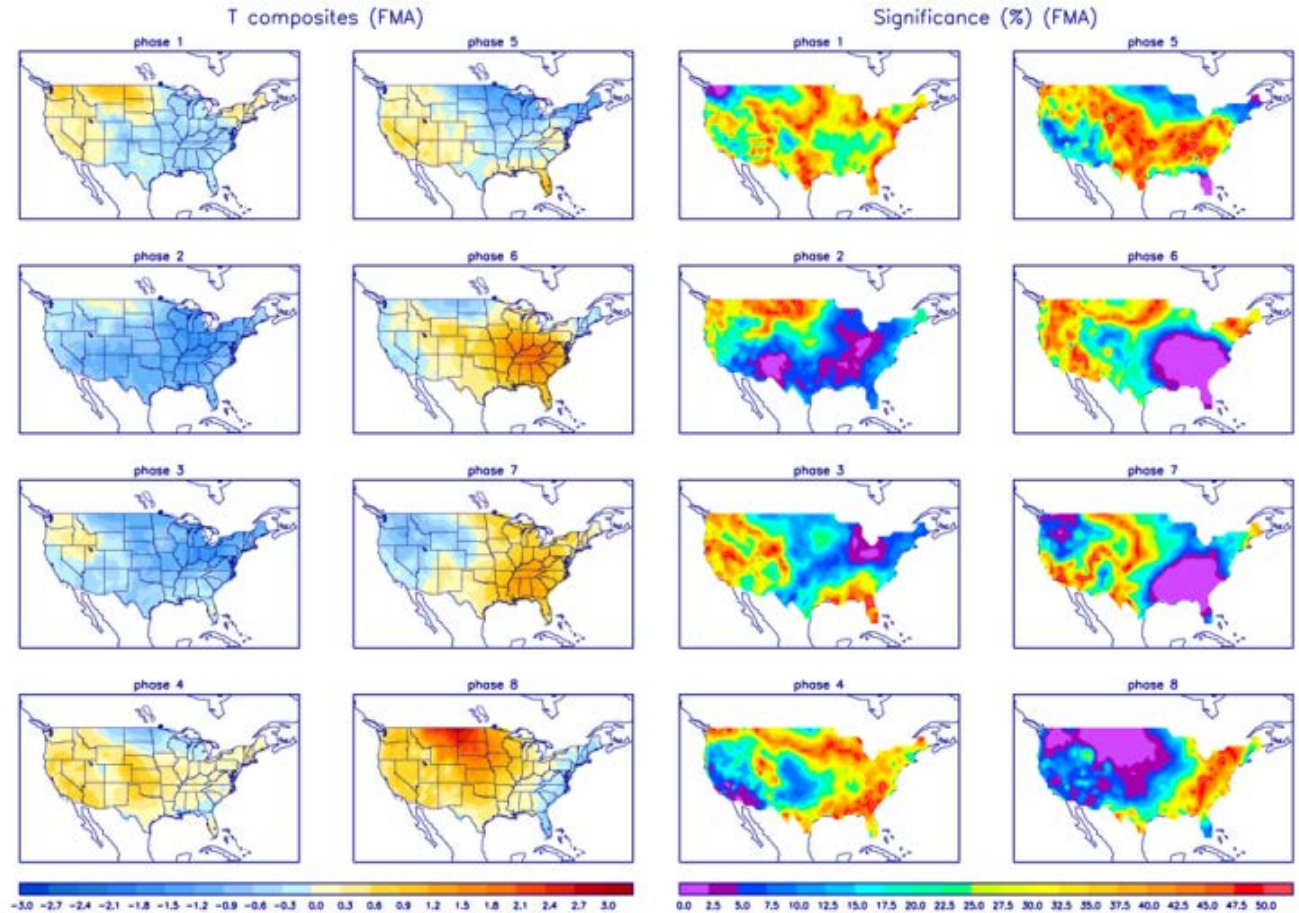 T composites (FMA)
Significance (%) (FMA)
phase 1
phase 5
phase 1
phase 5
phase 2
phase 6
phase 2
phase 6
phase 3
phase 7
phase 3
phase 7
phase 4
phase 8
phase 4
phase 8
-3.0 -2.7 -2.4 -2.1 -1.8 -1.5 -1.2 -0.9 -0.6 -0.3 0.0 0.3 0.6 0.9 1.2 1.5 1.8 2.1 2.4 2.7 3.0
0.0 2.5 5.0 7.5 10.0 12.5 15.0 17.5 20.0 22.5 25.0 27.5 30.0 32.5 35.0 37.5 40.0 42.5 45.0 47.5 50.0